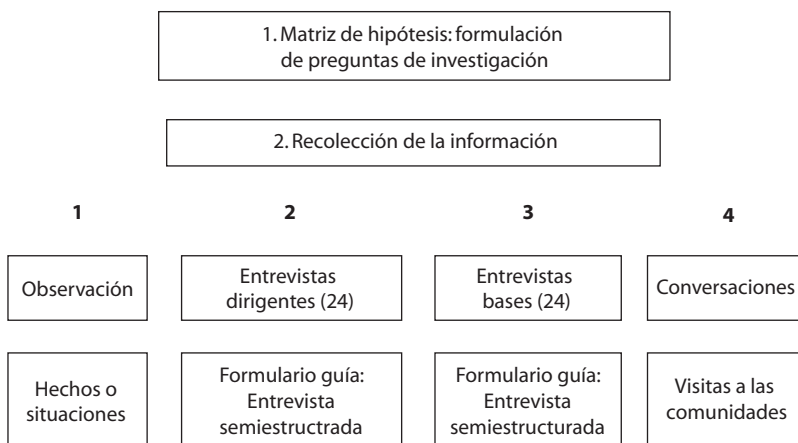 1. Matriz de hipótesis: formulación
de preguntas de investigación
2. Recolección de la información
1
2
3
4
Observación
Entrevistas
dirigentes (24)
Entrevistas
bases (24)
Conversaciones
Hechos o
situaciones
Formulario guía:
Entrevista
semiestructrada
Formulario guía:
Entrevista
semiestructurada
Visitas a las
comunidades